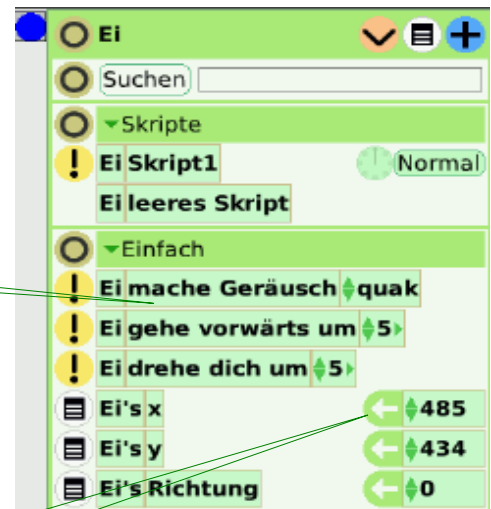 Ei
Suchen
Skripte
Ei Skript1 Normal
Ei leeres Skript
Einfach
Ei mache Geräusch quak
Ei gehe vorwärts um 5
Ei drehe dich um 5
Ei's x 485
Ei's y 434
Ei's Richtung 0